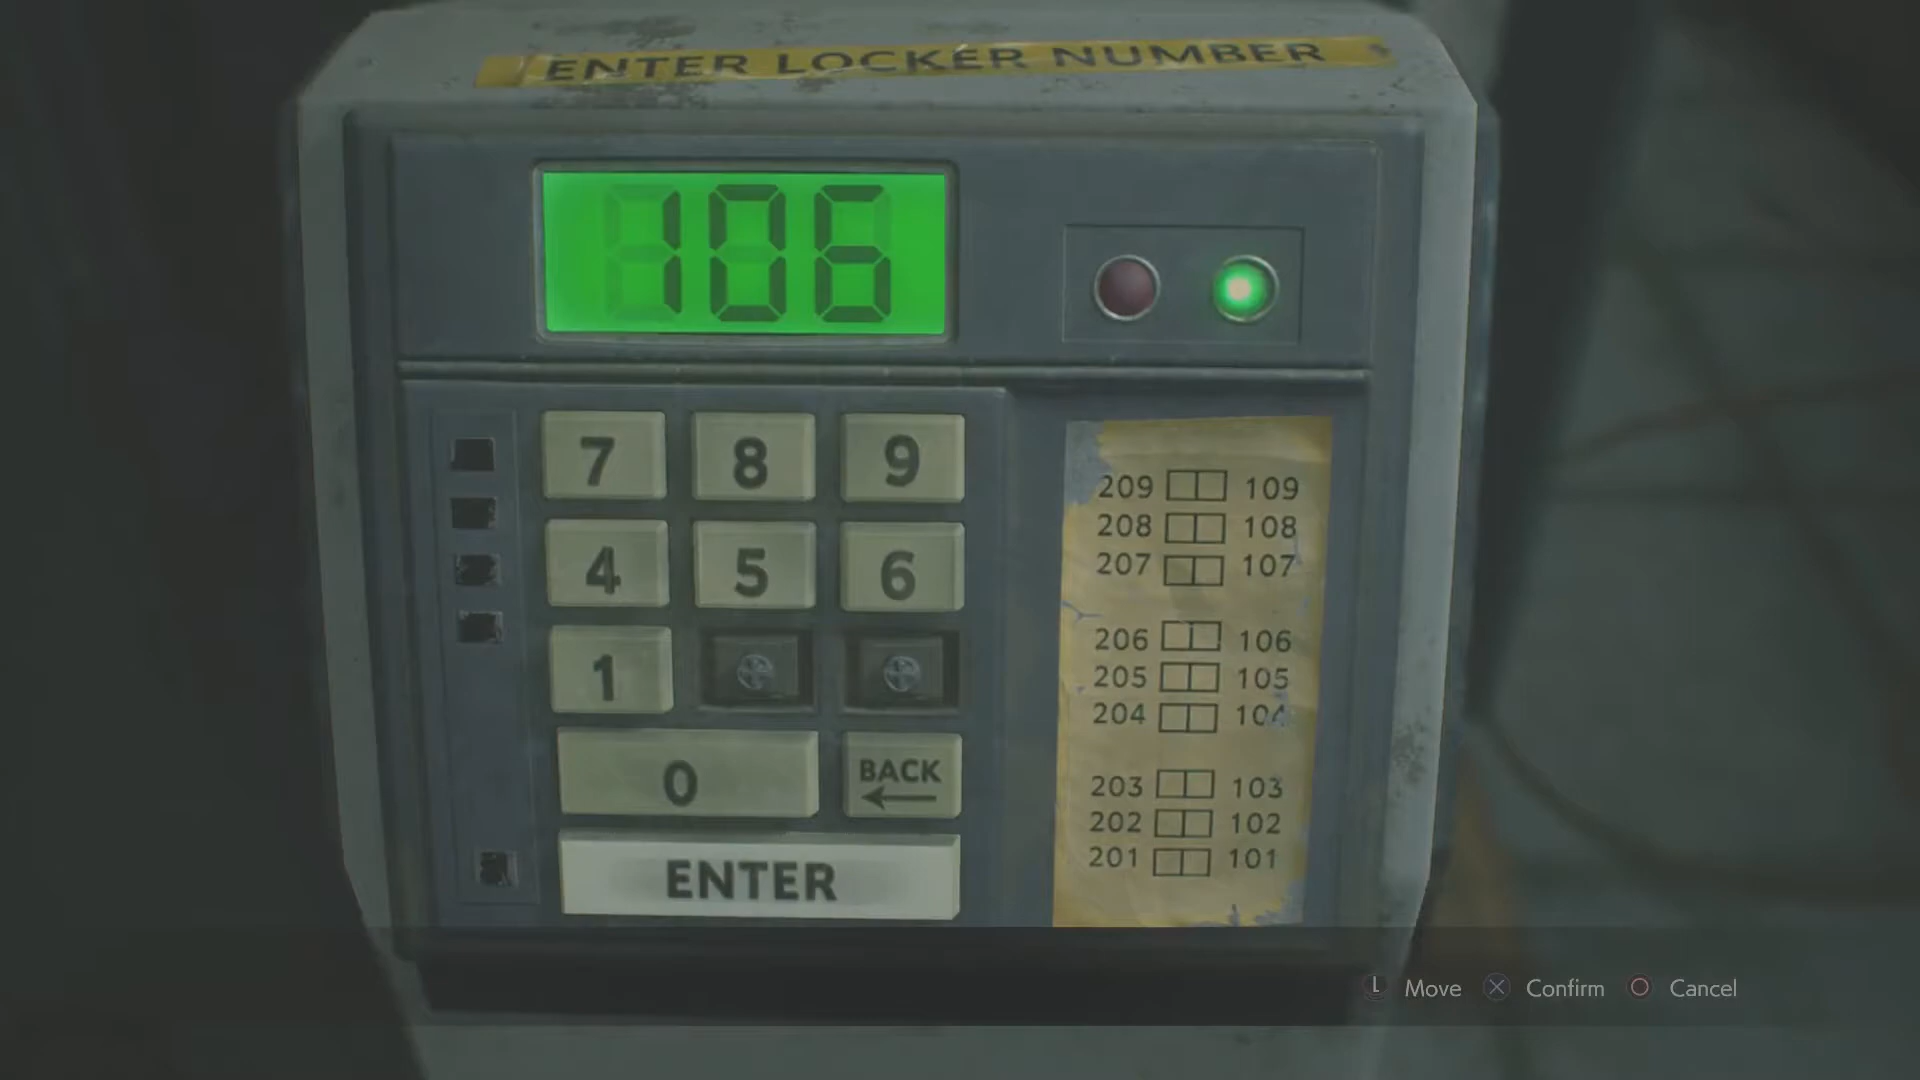 ENTER LOCKER NUMBER
106
7 8 9
4 5 6
1
0 BACK
ENTER
209 109
208 108
207 107
206 106
205 105
204 104
203 103
202 102
201 101
L Move Confirm Cancel